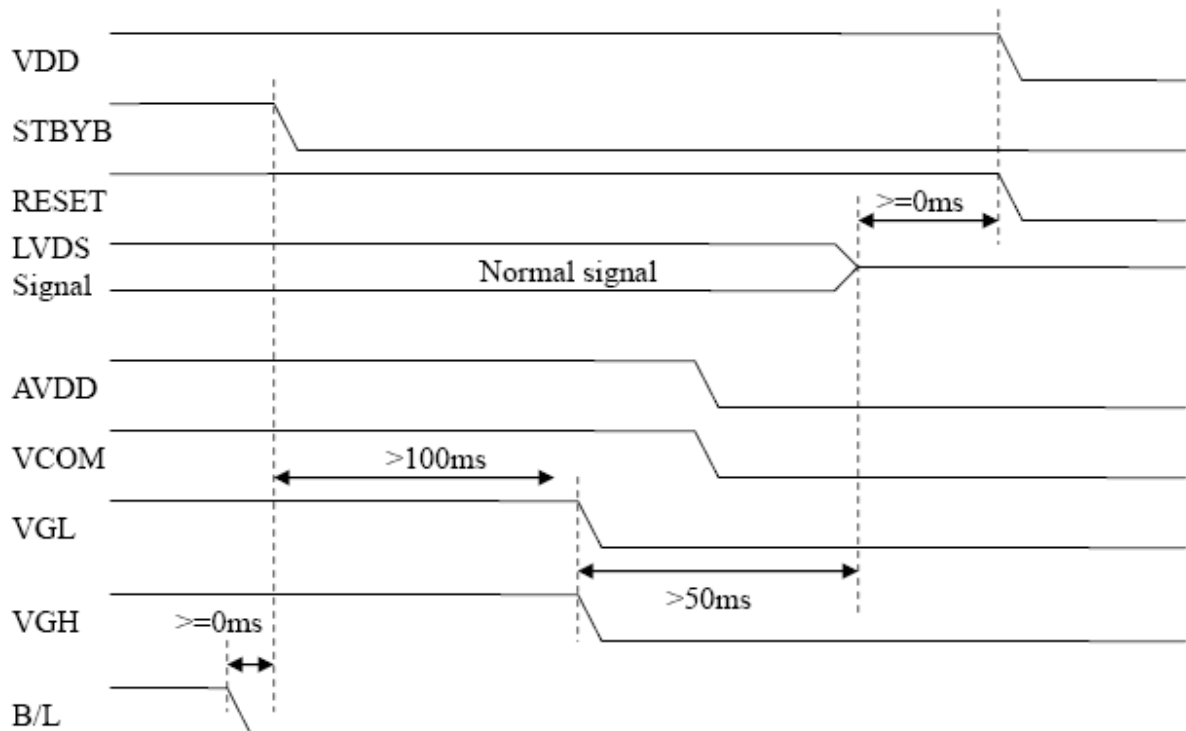 VDD
STBYB
RESET
>=0ms
LVDS
Signal
Normal signal
AVDD
VCOM
>100ms
VGL
>50ms
VGH
>=0ms
B/L